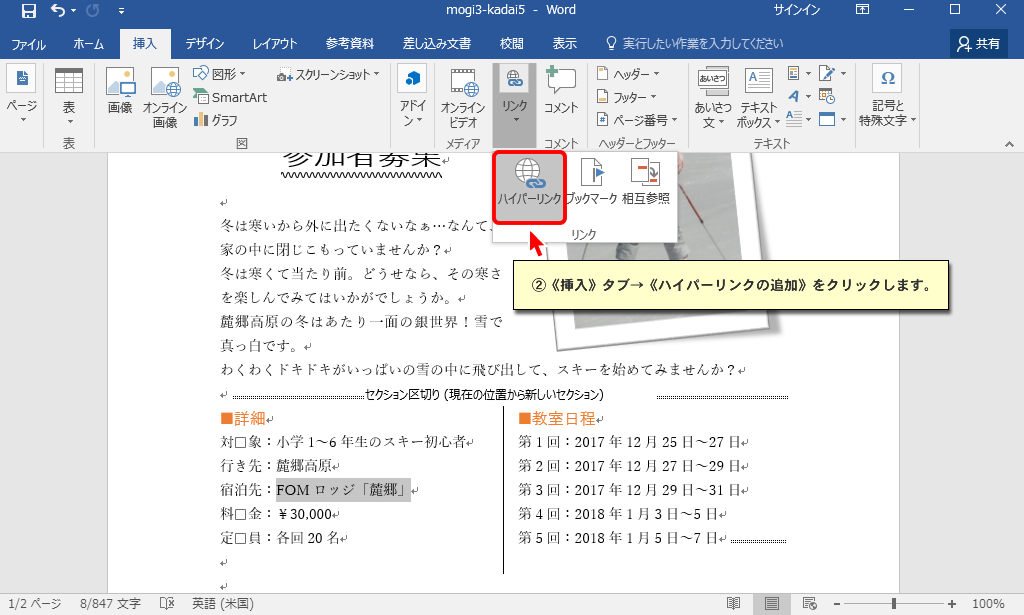 mogi3-kadai5 - Word
サインイン
ファイル ホーム 挿入 デザイン レイアウト 参考資料 差し込み文書 校閲 表示 実行したい作業を入力してください 共有
ページ
表
画像
オンライン画像
図形
SmartArt
グラフ
スクリーンショット
アドイン
オンラインビデオ
リンク
コメント
ヘッダー
フッター
ページ番号
あいさつ
あいさつ文
テキストボックス
記号と特殊文字
表 図 メディア コメント ヘッダーとフッター テキスト
ハイパーリンク ブックマーク 相互参照
リンク
②《挿入》タブ→《ハイパーリンクの追加》をクリックします。
参加者募集
冬は寒いから外に出たくないなぁ…なんて、
家の中に閉じこもっていませんか？
冬は寒くて当たり前。どうせなら、その寒さ
を楽しんでみてはいかがでしょうか。
麓郷高原の冬はあたり一面の銀世界！雪で
真っ白です。
わくわくドキドキがいっぱいの雪の中に飛び出して、スキーを始めてみませんか？
セクション区切り (現在の位置から新しいセクション)
■詳細
対□象：小学 1～6 年生のスキー初心者
行き先：麓郷高原
宿泊先：FOM ロッジ「麓郷」
料□金：￥30,000
定□員：各回 20 名
■教室日程
第 1 回：2017 年 12 月 25 日～27 日
第 2 回：2017 年 12 月 27 日～29 日
第 3 回：2017 年 12 月 29 日～31 日
第 4 回：2018 年 1 月 3 日～5 日
第 5 回：2018 年 1 月 5 日～7 日
1/2 ページ 8/847 文字 英語 (米国) 100%